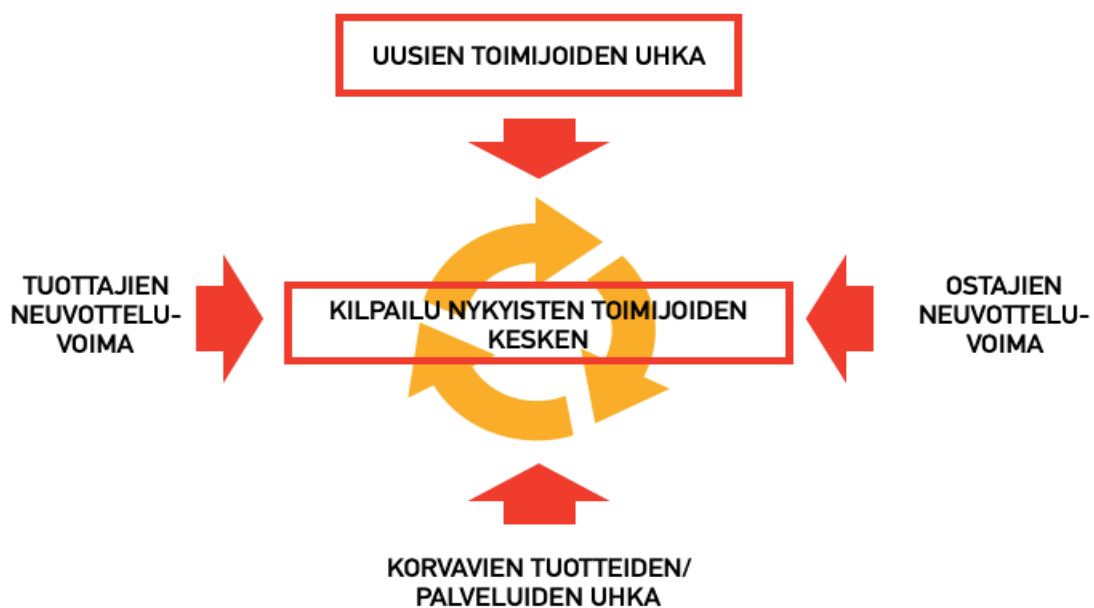 UUSIEN TOIMIJOIDEN UHKA
TUOTTAJIEN
NEUVOTTELU-
VOIMA
KILPAILU NYKYISTEN TOIMIJOIDEN
KESKEN
OSTAJIEN
NEUVOTTELU-
VOIMA
KORVAVIEN TUOTTEIDEN/
PALVELUIDEN UHKA